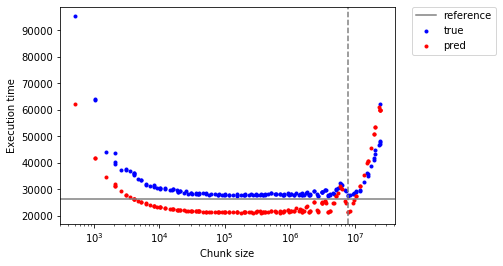 reference
true
pred
90000
80000
70000
60000
50000
40000
30000
20000
10³ 10⁴ 10⁵ 10⁶ 10⁷
Execution time
Chunk size